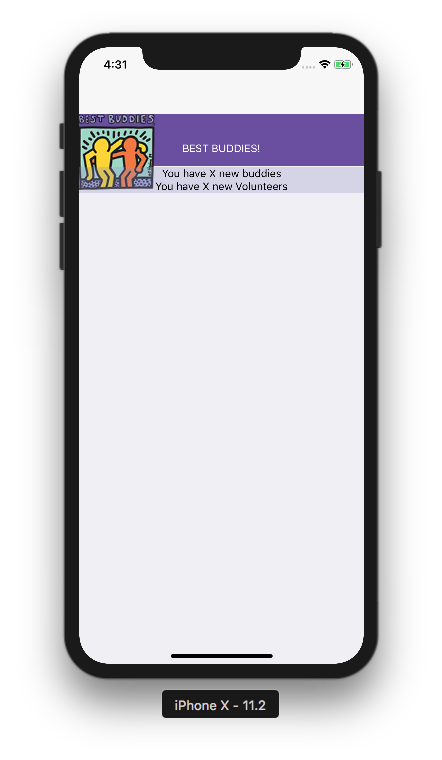 4:31
BEST BUDDIES
BEST BUDDIES!
You have X new buddies
You have X new Volunteers
iPhone X - 11.2